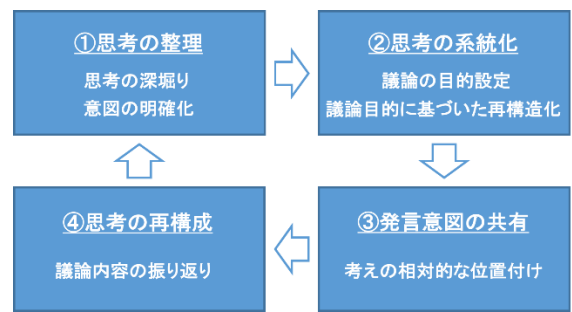 ①思考の整理
思考の深堀り
意図の明確化
②思考の系統化
議論の目的設定
議論目的に基づいた再構造化
③発言意図の共有
考えの相対的な位置付け
④思考の再構成
議論内容の振り返り